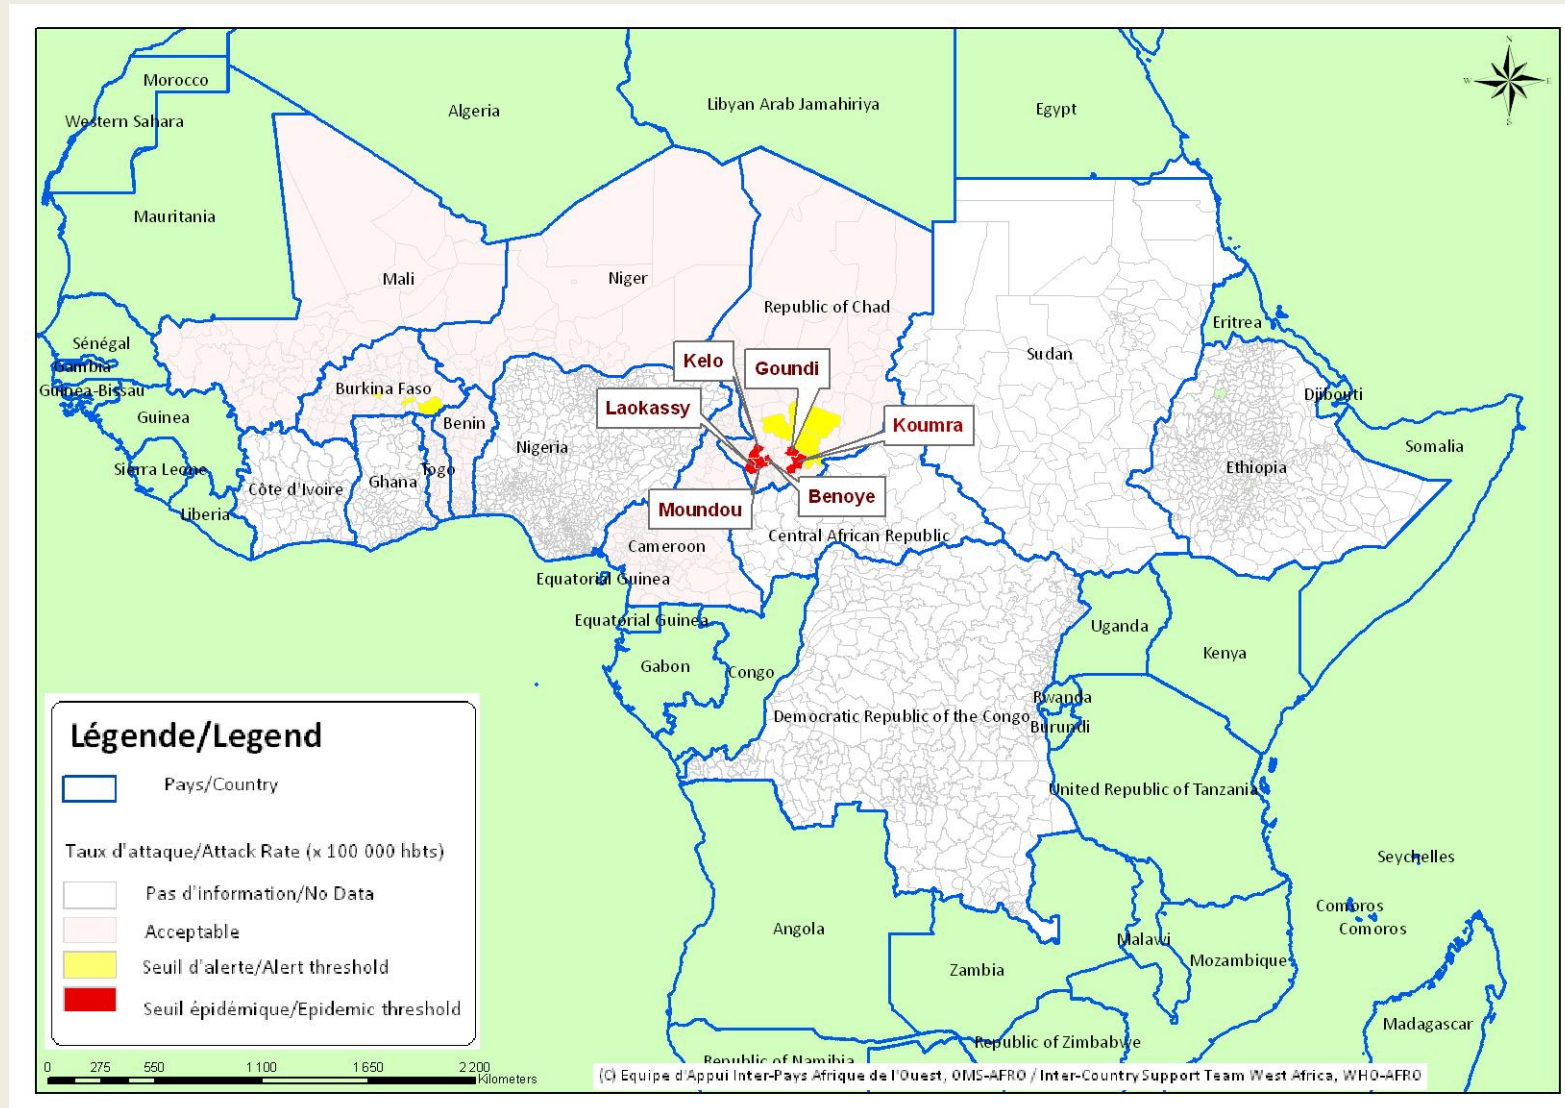 N
W
E
S
Morocco
Algeria
Libyan Arab Jamahiriya
Egypt
Western Sahara
Mauritania
Mali
Niger
Republic of Chad
Sudan
Eritrea
Sénégal
Gambia
Guinea-Bissau
Guinea
Burkina Faso
Benin
Nigeria
Kelo
Goundi
Laokassy
Koumra
Moundou
Benoye
Djibouti
Somalia
Ethiopia
Sierra Leone
Liberia
Côte d'Ivoire
Ghana
Togo
Cameroon
Central African Republic
Equatorial Guinea
Equatorial Guinea
Gabon
Congo
Uganda
Kenya
Rwanda
Burundi
Democratic Republic of the Congo
United Republic of Tanzania
Seychelles
Comoros
Comoros
Angola
Zambia
Malawi
Mozambique
Madagascar
Republic of Zimbabwe
Republic of Namibia
Légende/Legend
Pays/Country
Taux d'attaque/Attack Rate (x 100 000 hbts)
Pas d'information/No Data
Acceptable
Seuil d'alerte/Alert threshold
Seuil épidémique/Epidemic threshold
0 275 550 1 100 1 650 2 200
Kilometers
(C) Equipe d'Appui Inter-Pays Afrique de l'Ouest, OMS-AFRO / Inter-Country Support Team West Africa, WHO-AFRO